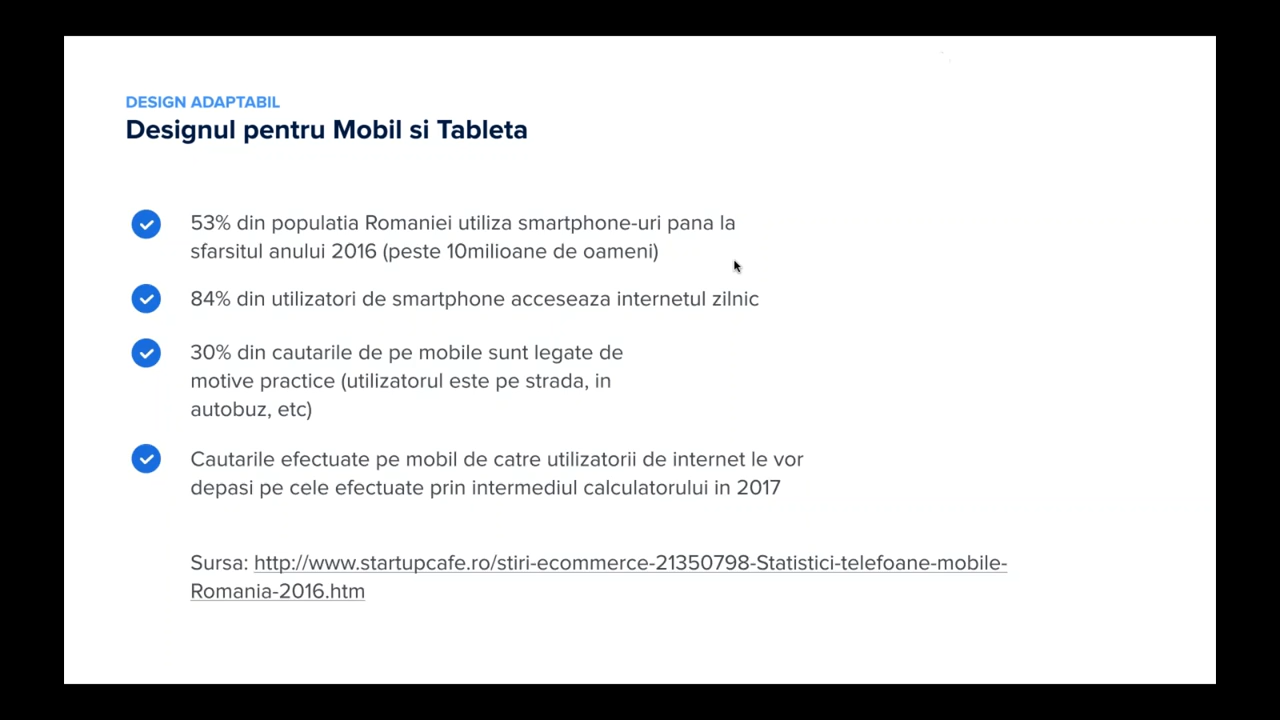 DESIGN ADAPTABIL
Designul pentru Mobil si Tableta
53% din populatia Romaniei utiliza smartphone-uri pana la
sfarsitul anului 2016 (peste 10milioane de oameni)
84% din utilizatori de smartphone acceseaza internetul zilnic
30% din cautarile de pe mobile sunt legate de
motive practice (utilizatorul este pe strada, in
autobuz, etc)
Cautarile efectuate pe mobil de catre utilizatorii de internet le vor
depasi pe cele efectuate prin intermediul calculatorului in 2017
Sursa: http://www.startupcafe.ro/stiri-ecommerce-21350798-Statistici-telefoane-mobile-
Romania-2016.htm